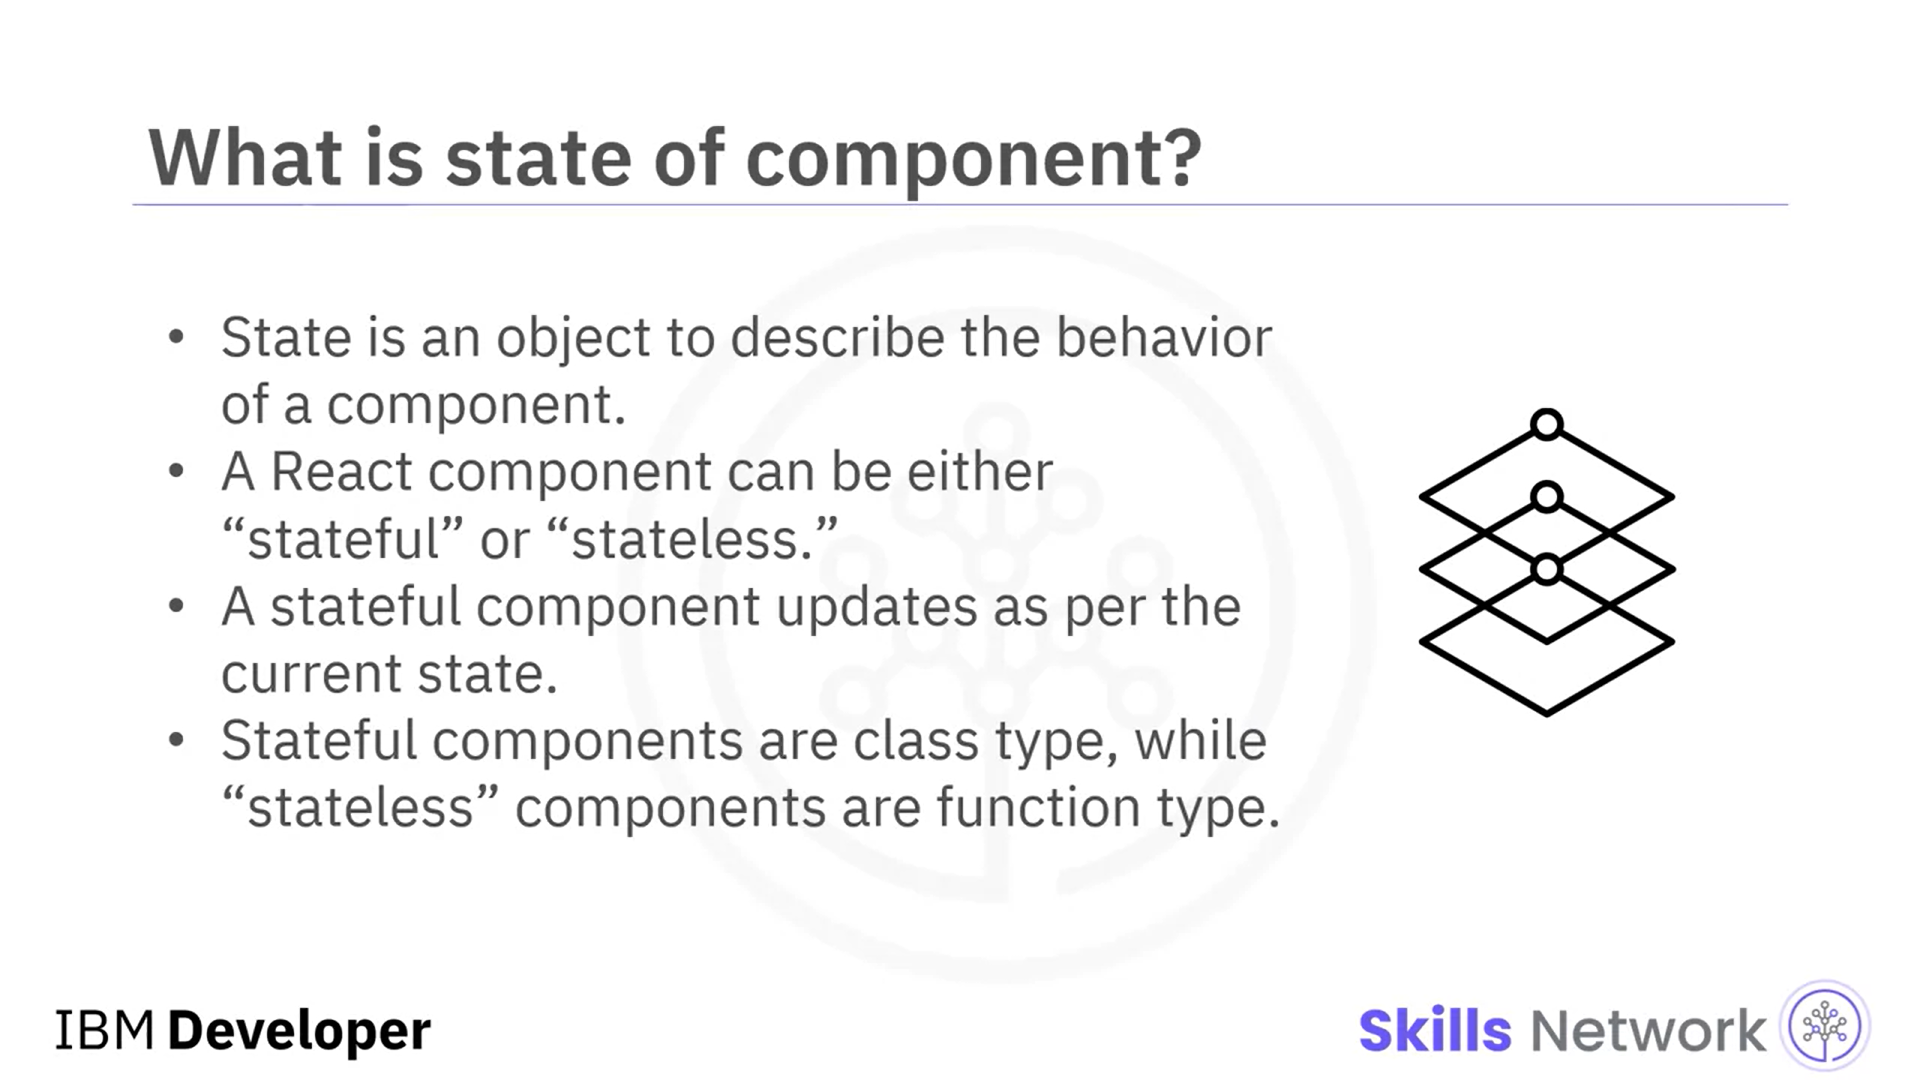 What is state of component?
• State is an object to describe the behavior
of a component.
• A React component can be either
“stateful” or “stateless.”
• A stateful component updates as per the
current state.
• Stateful components are class type, while
“stateless” components are function type.
IBM Developer
Skills Network